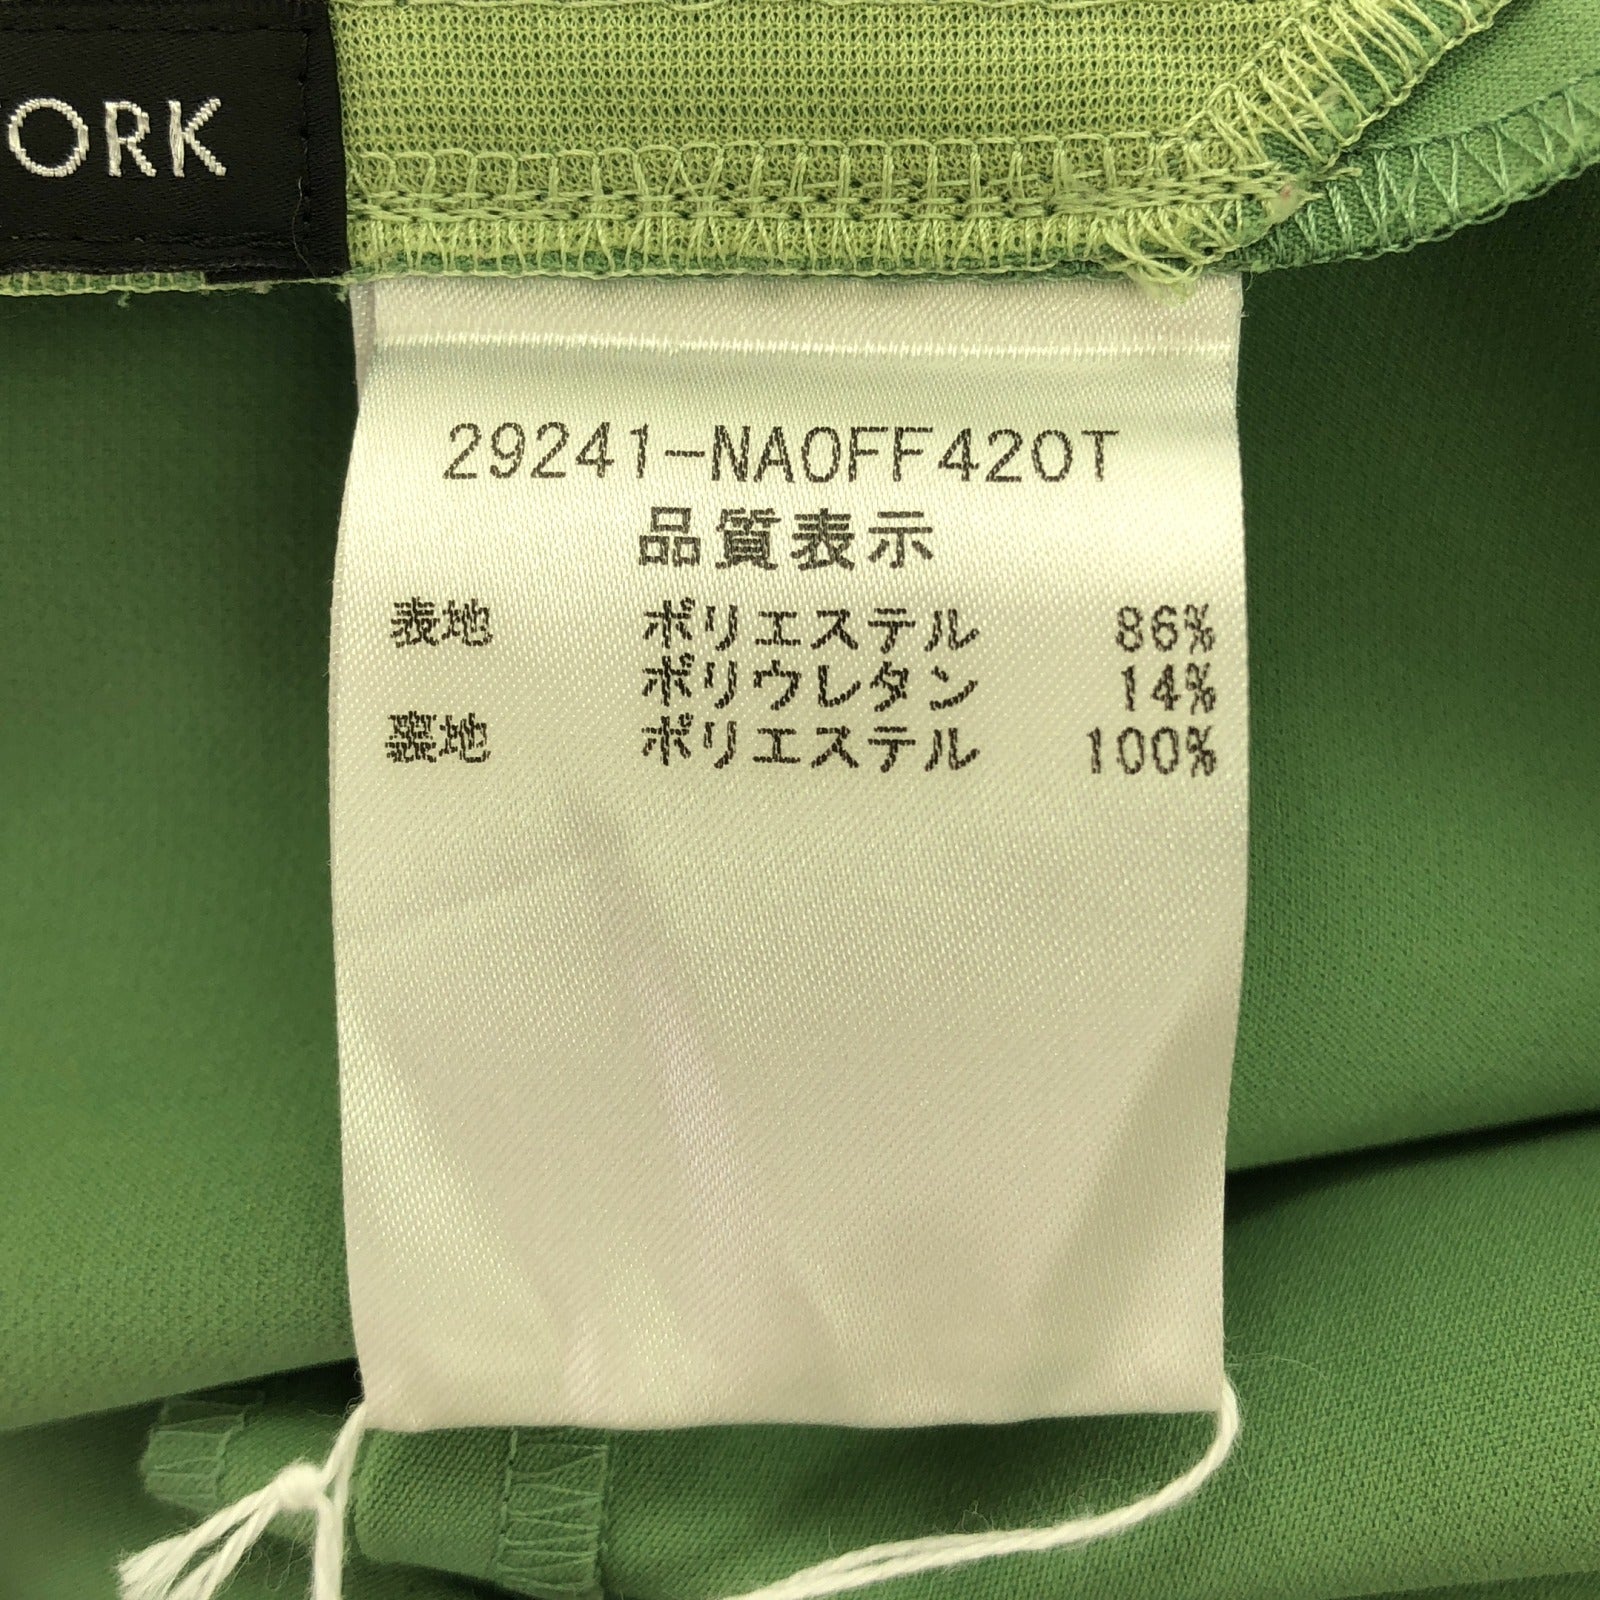 ORK
29241-NA0FF420T
品質表示
表地 ポリエステル 86%
ポリウレタン 14%
裏地 ポリエステル 100%